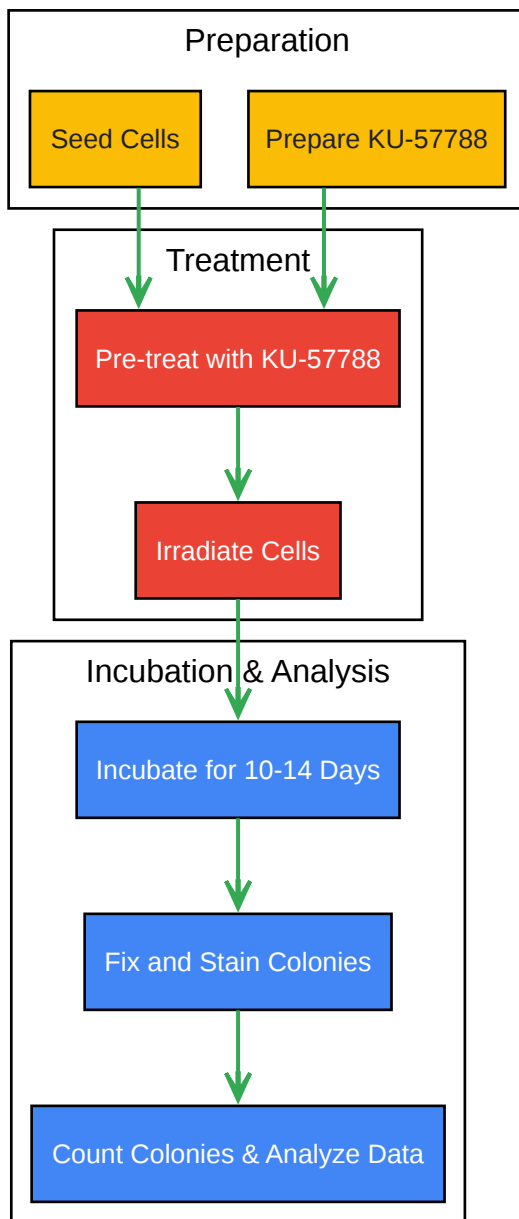 Preparation
Seed Cells
Prepare KU-57788
Treatment
Pre-treat with KU-57788
Irradiate Cells
Incubation & Analysis
Incubate for 10-14 Days
Fix and Stain Colonies
Count Colonies & Analyze Data